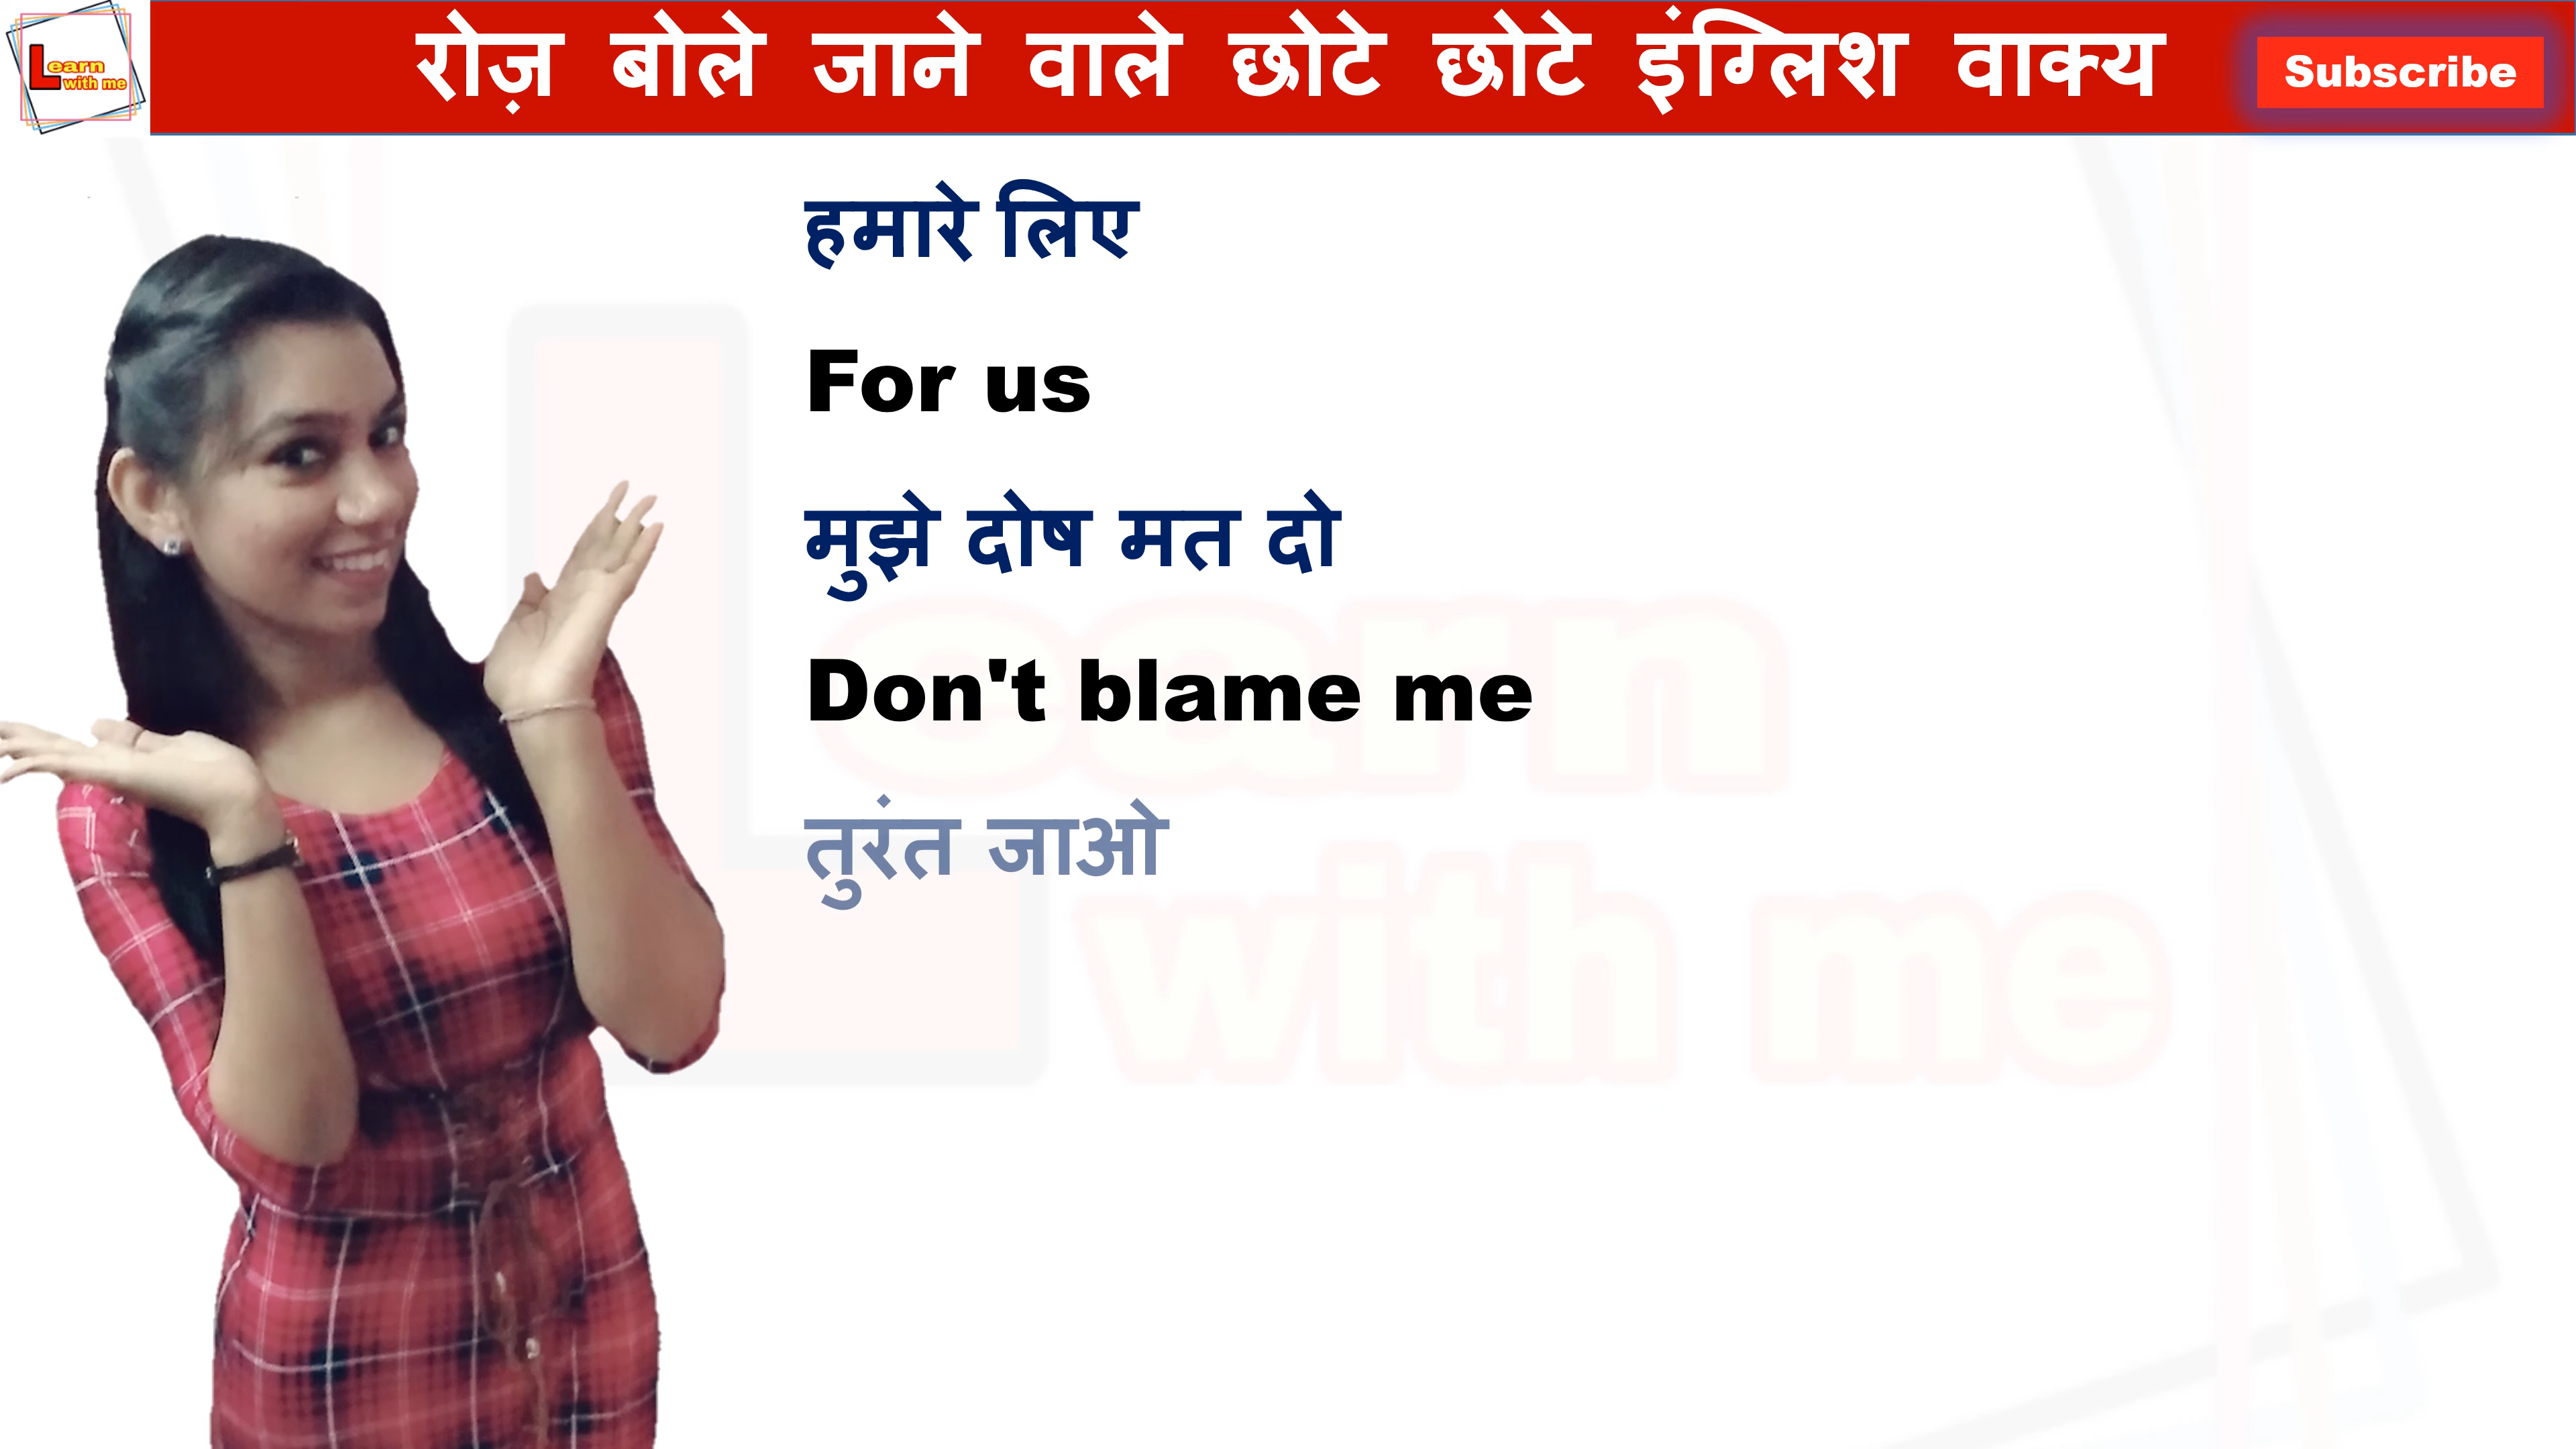 Learn
with me
रोज़ बोले जाने वाले छोटे छोटे इंग्लिश वाक्य
Subscribe
हमारे लिए
For us
मुझे दोष मत दो
Don't blame me
तुरंत जाओ
Learn
with me